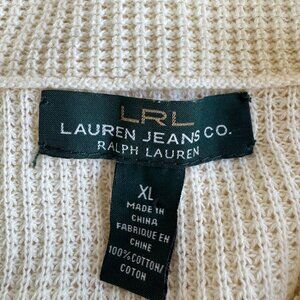 LRL
LAUREN JEANS CO.
RALPH LAUREN
XL
MADE IN
CHINA
FABRIQUE EN
CHINE
100% COTTON/
COTON